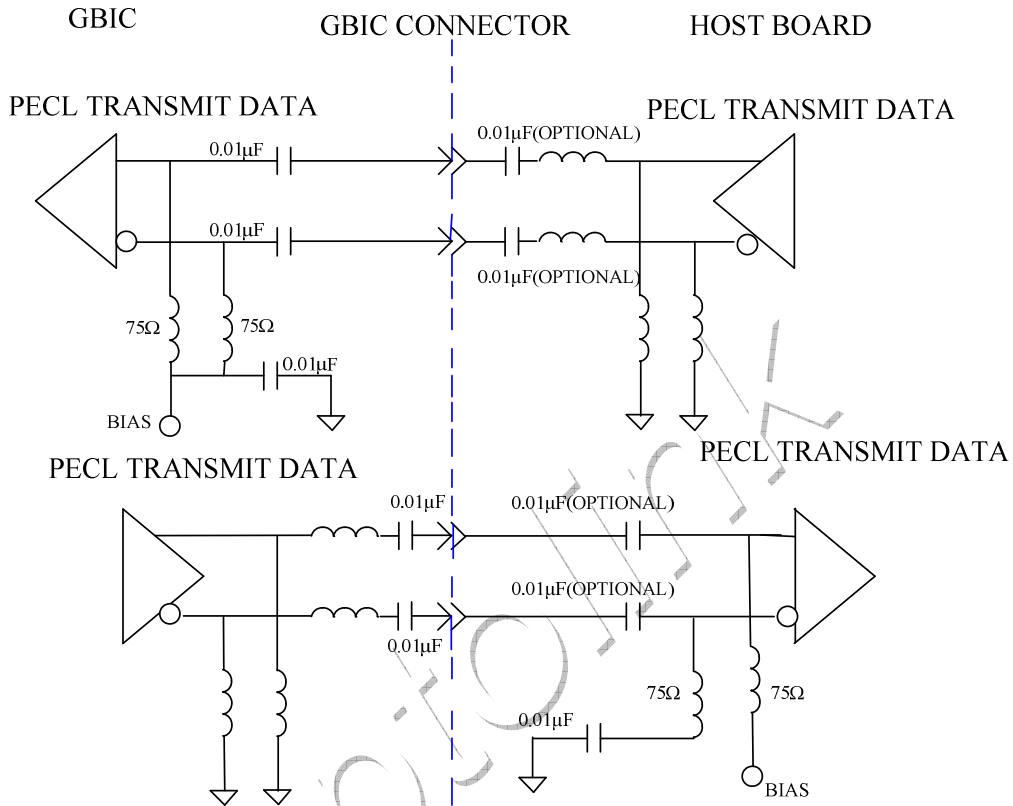 GBIC
GBIC CONNECTOR
HOST BOARD
PECL TRANSMIT DATA
PECL TRANSMIT DATA
0.01µF
0.01µF(OPTIONAL)
0.01µF
0.01µF(OPTIONAL)
75Ω
75Ω
0.01µF
BIAS
PECL TRANSMIT DATA
PECL TRANSMIT DATA
0.01µF
0.01µF(OPTIONAL)
0.01µF(OPTIONAL)
0.01µF
75Ω
75Ω
0.01µF
BIAS